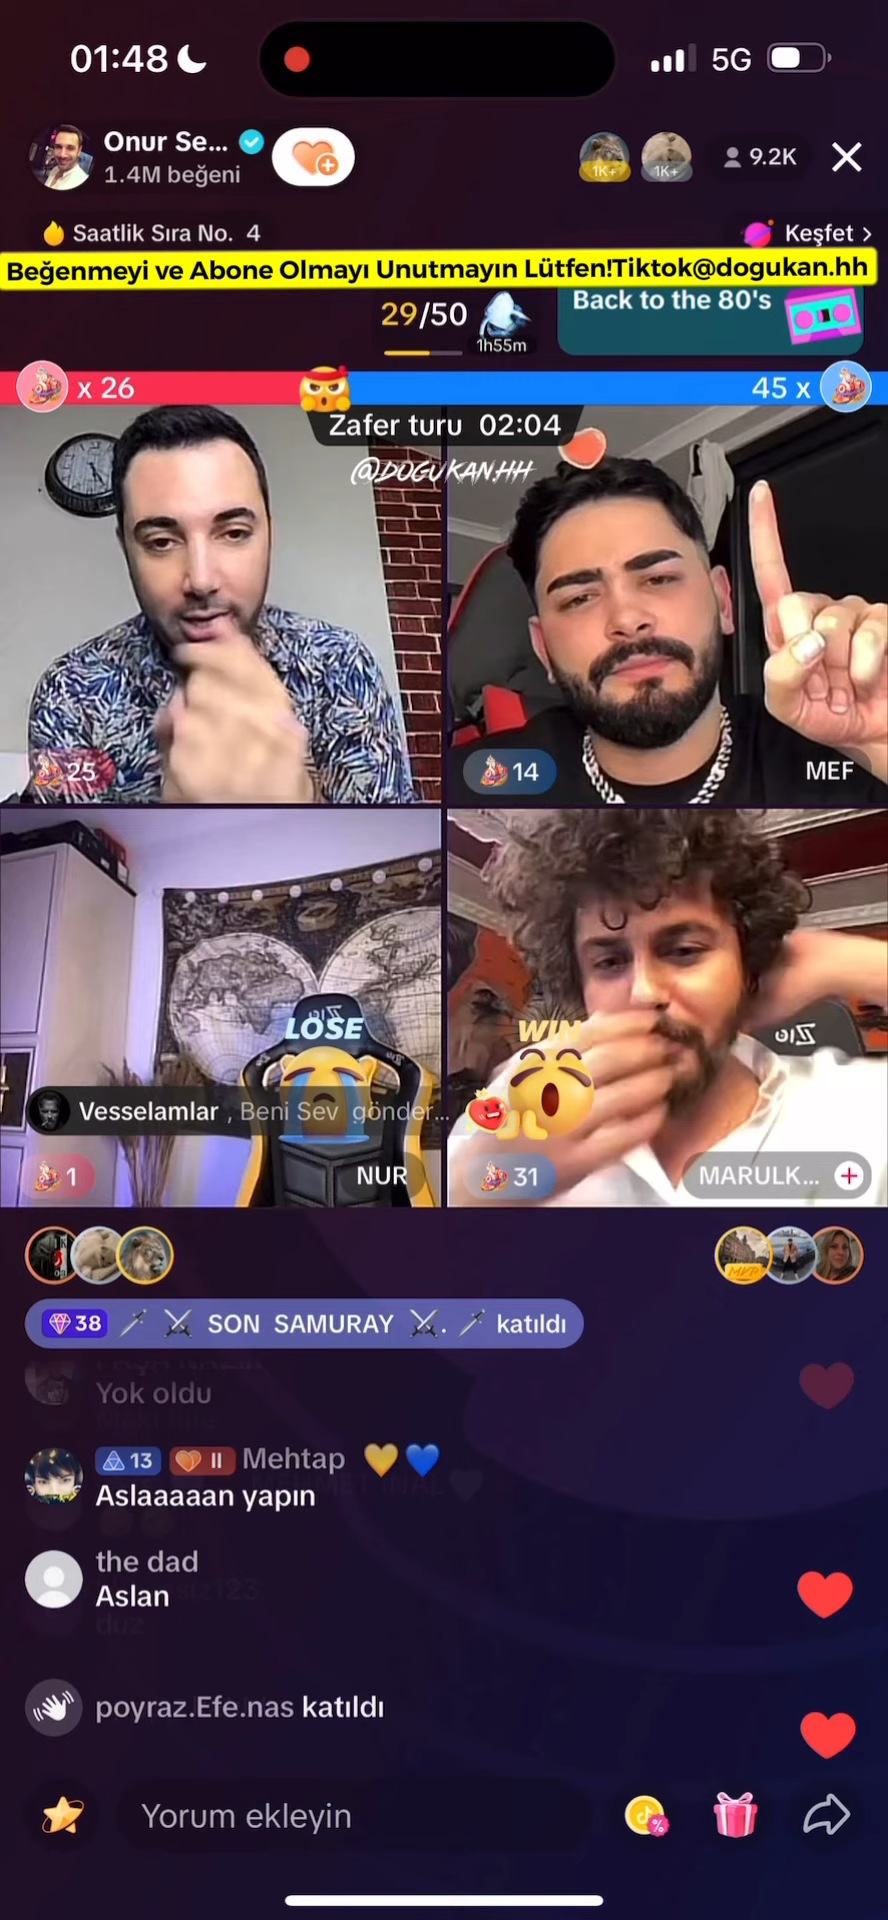 01:48
5G
Onur Se...
1.4M beğeni
1K+
1K+
9.2K
Saatlik Sıra No. 4
Keşfet >
Beğenmeyi ve Abone Olmayı Unutmayın Lütfen!Tiktok@dogukan.hh
29/50
1h55m
Back to the 80's
x 26
45 x
Zafer turu 02:04
@DOGUKAN.HH
25
14
MEF
LOSE
WIN
Vesselamlar , Beni Sev gönder...
1
NUR
31
MARULK...
MVP
38 SON SAMURAY . katıldı
Yok oldu
13 II Mehtap
Aslaaaaan yapın
the dad
Aslan
duz
poyraz.Efe.nas katıldı
Yorum ekleyin